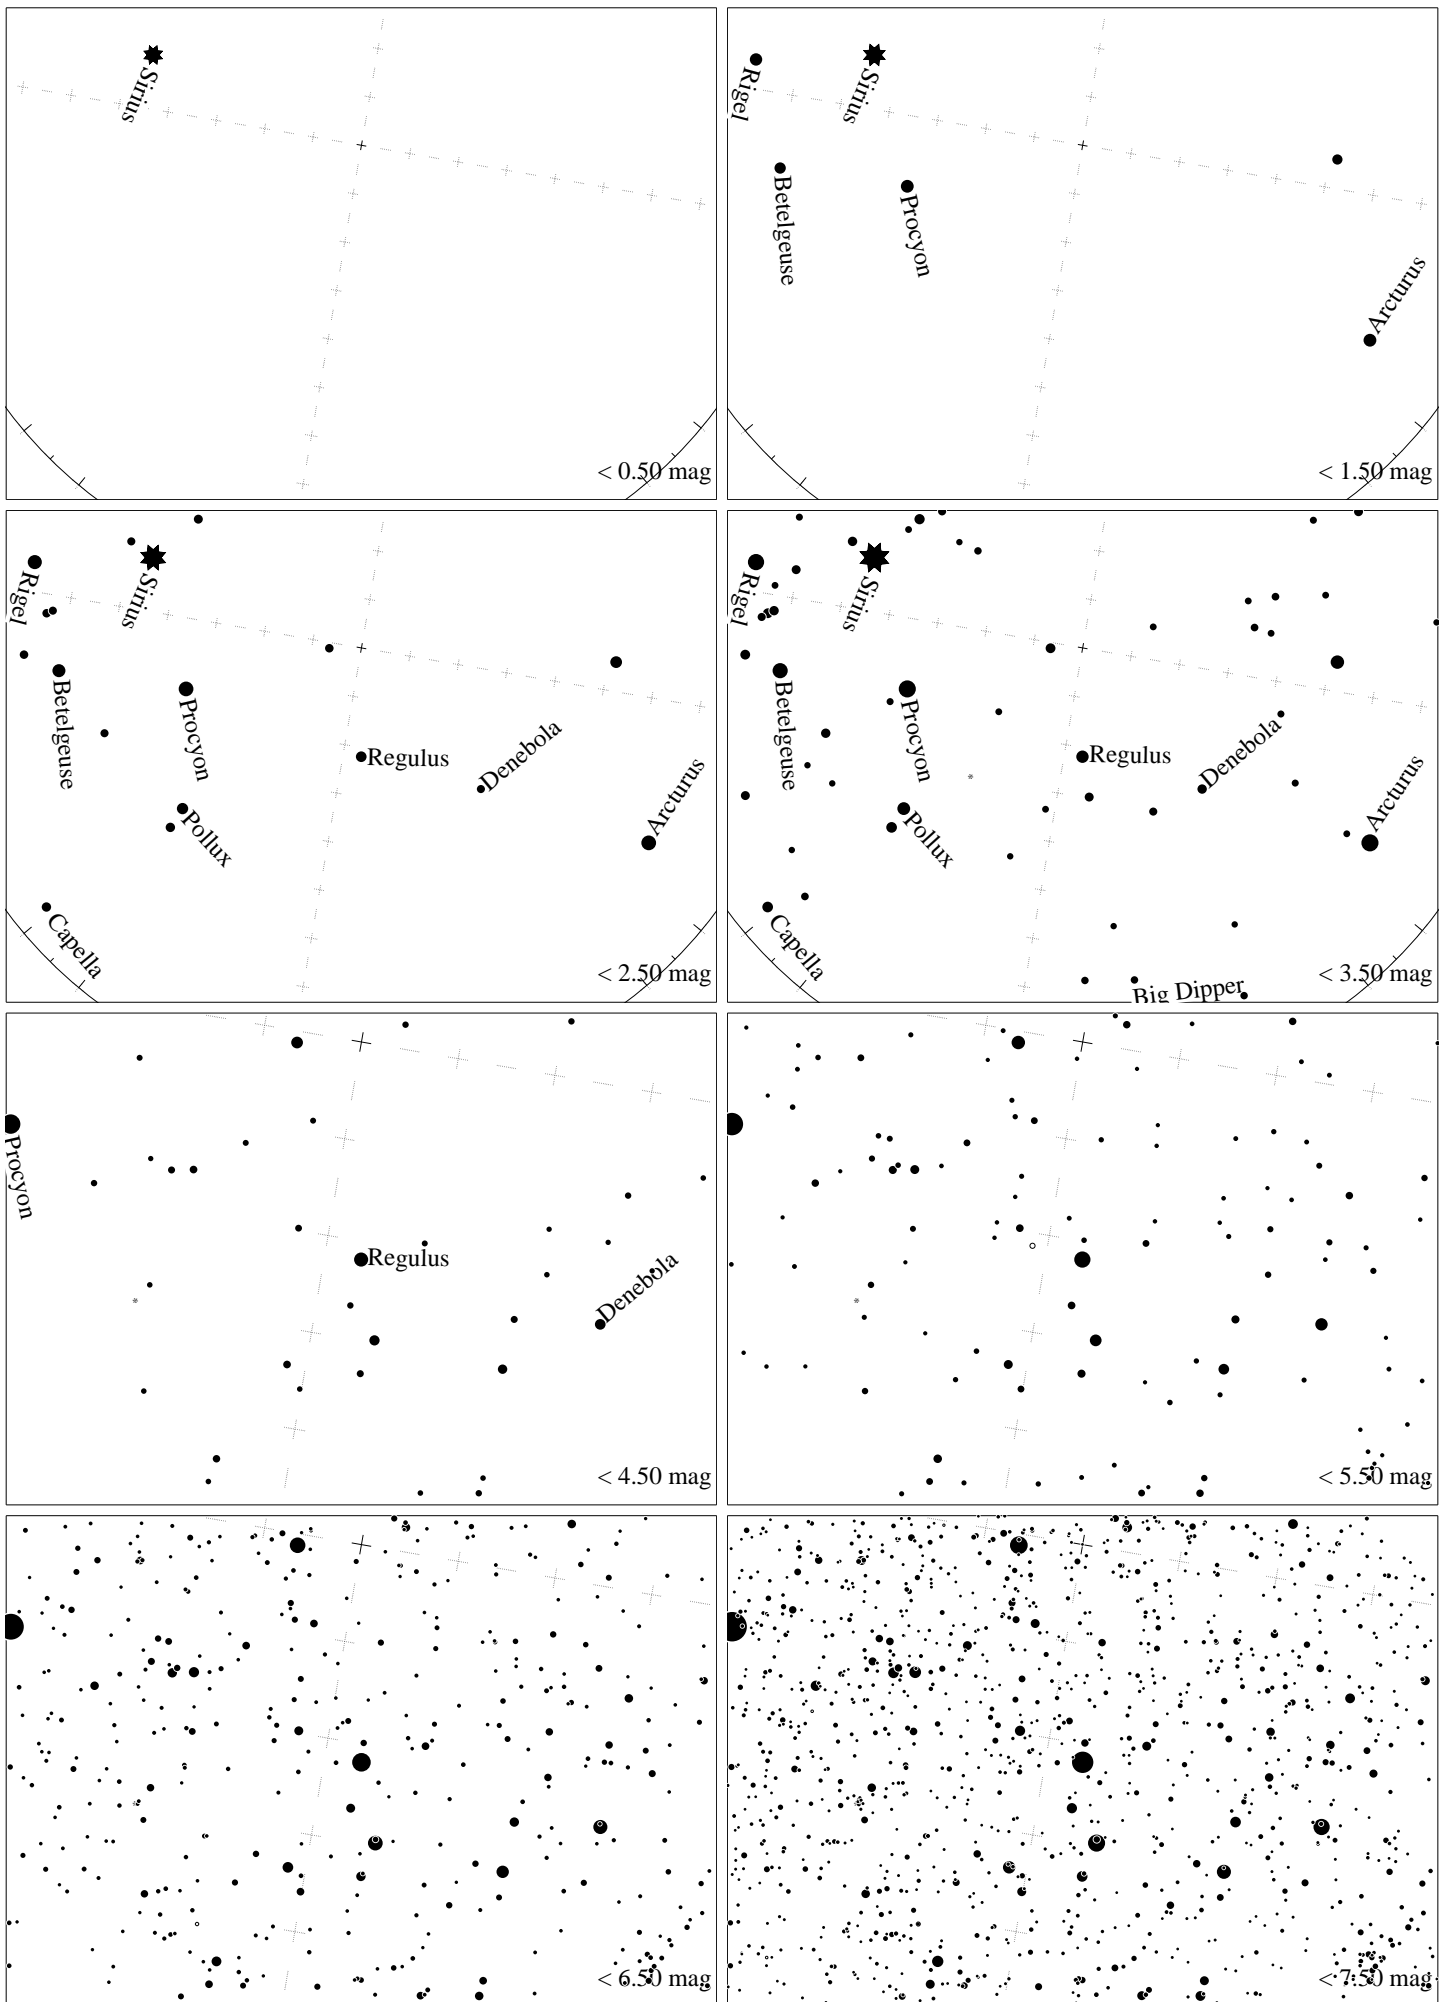 Sirius
< 0.50 mag
Rigel
Sirius
Betelgeuse
Procyon
Arcturus
< 1.50 mag
Rigel
Sirius
Betelgeuse
Procyon
Regulus
Denebola
Arcturus
Pollux
Capella
< 2.50 mag
Rigel
Sirius
Betelgeuse
Procyon
Regulus
Denebola
Arcturus
Pollux
Capella
Big Dipper
< 3.50 mag
Procyon
Regulus
Denebola
< 4.50 mag
< 5.50 mag
< 6.50 mag
< 7.50 mag